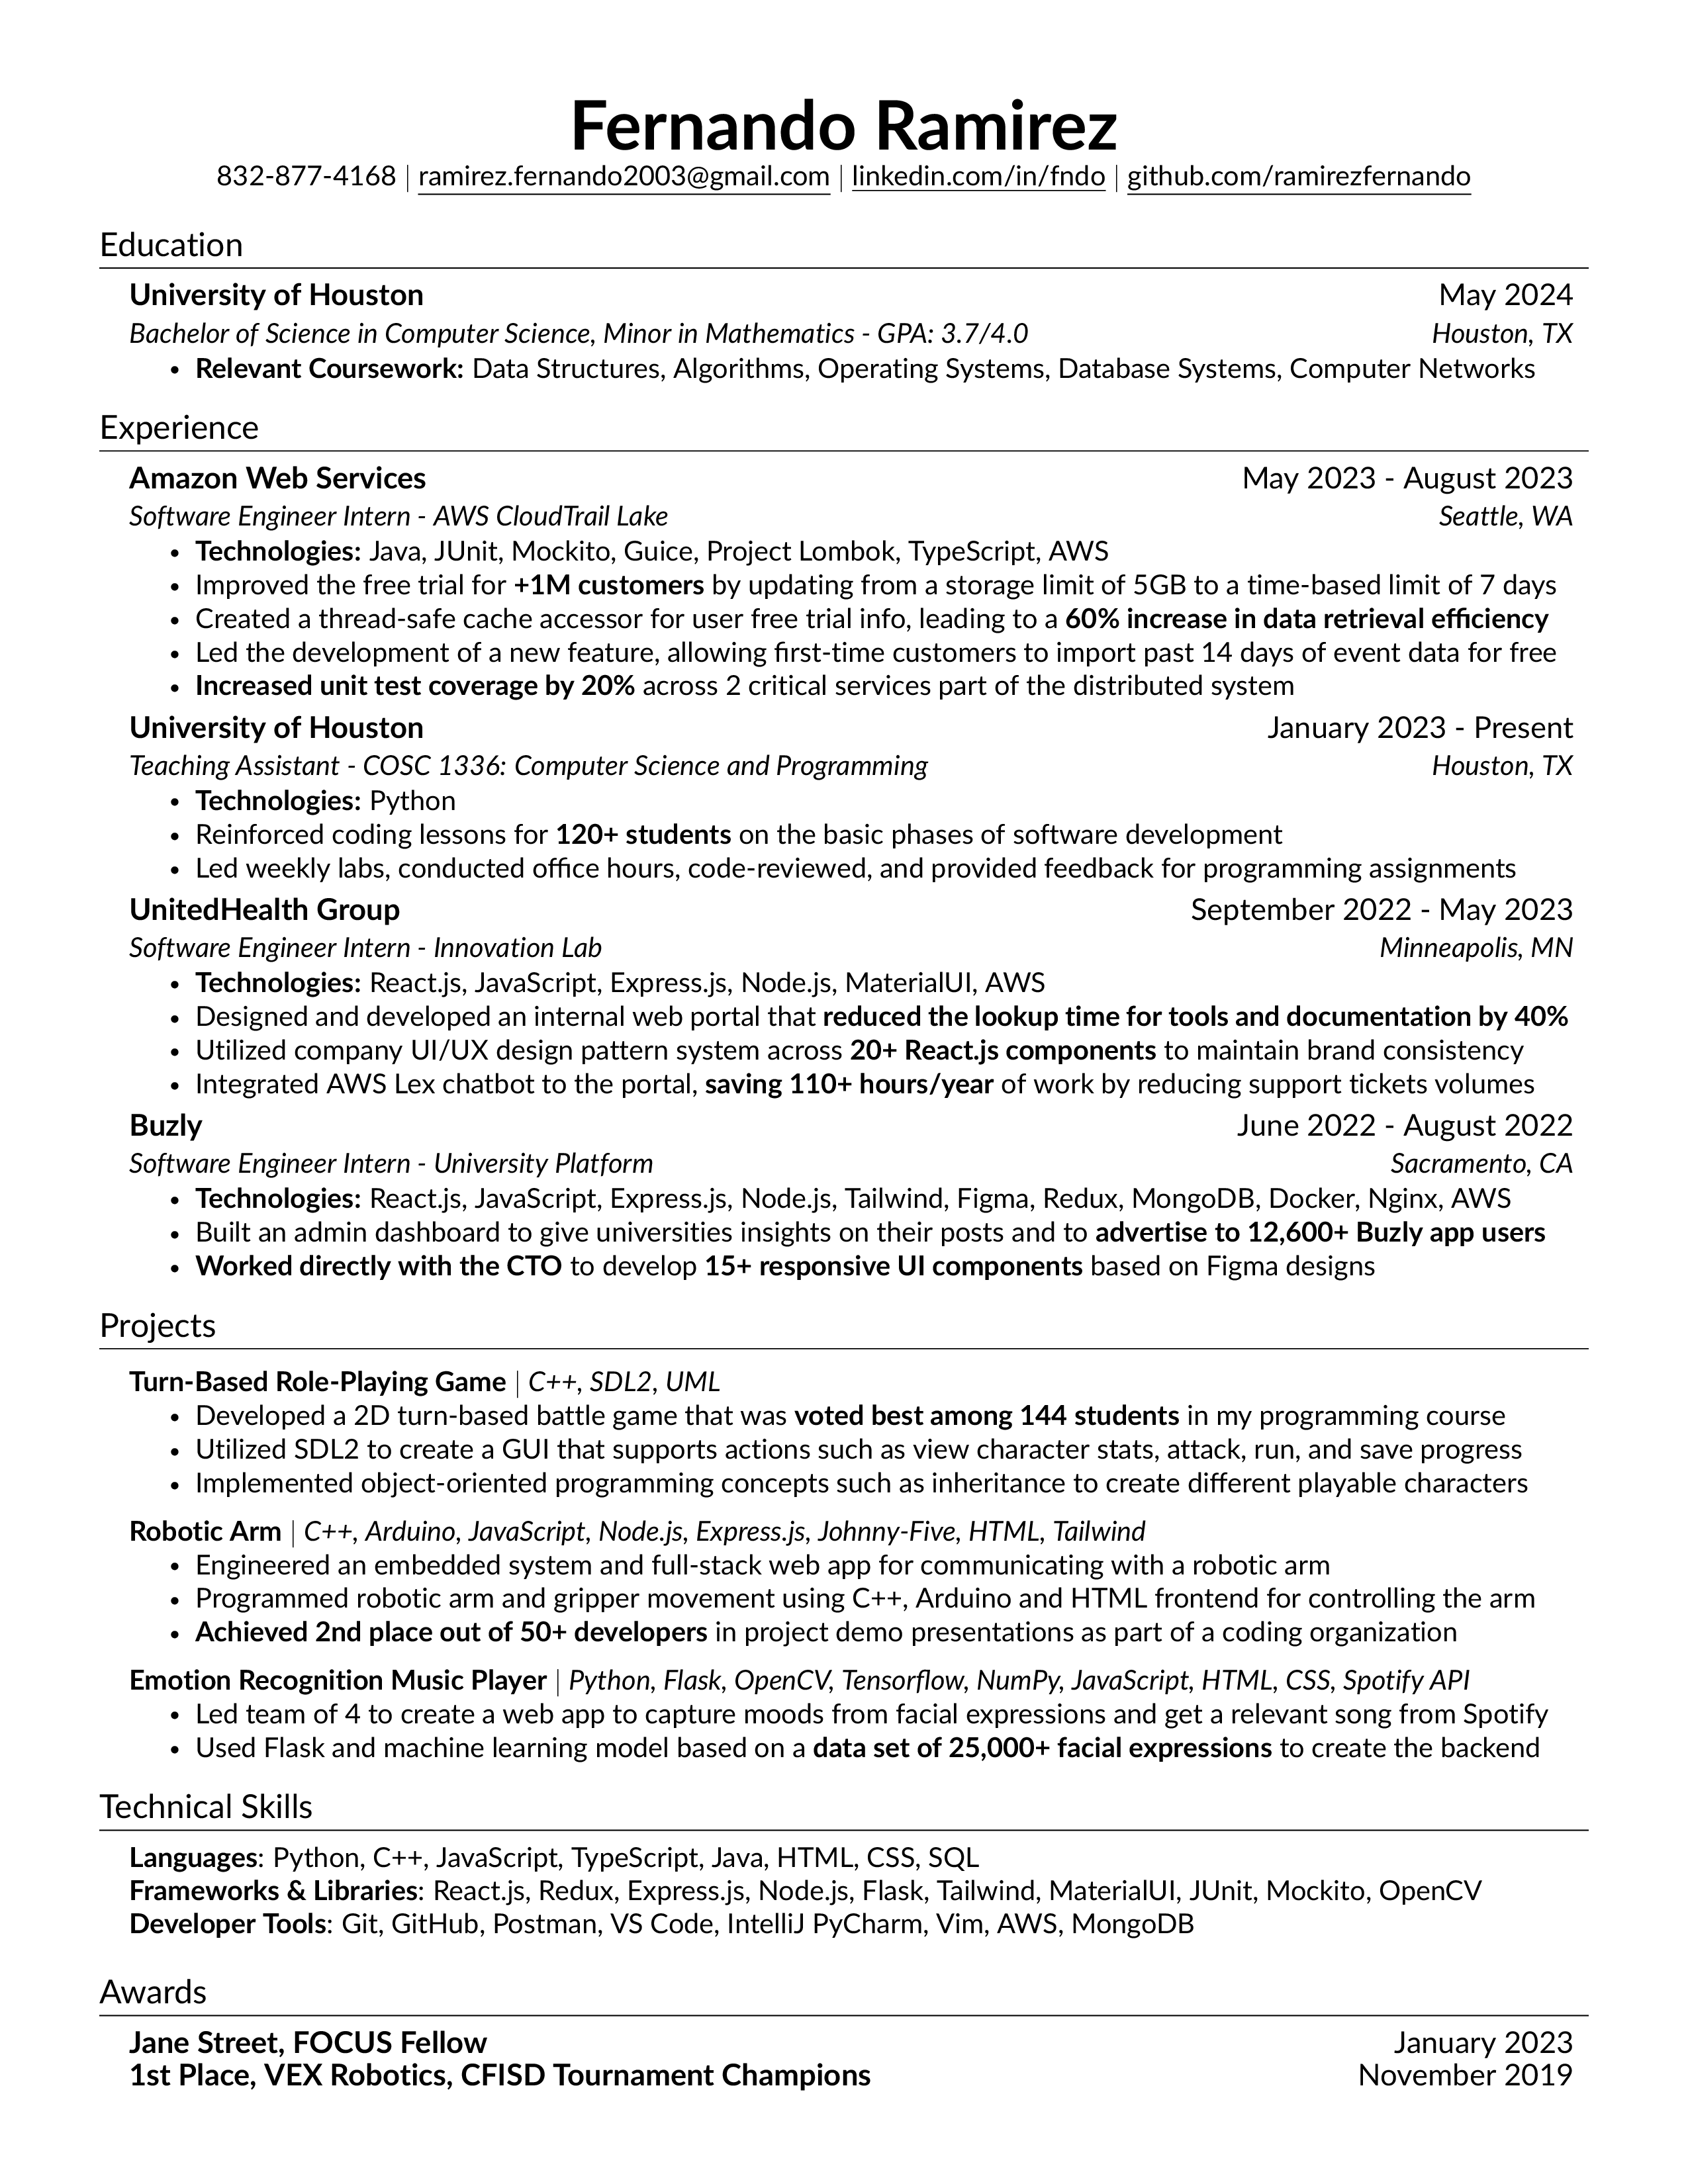 Fernando Ramirez
832-877-4168 | ramirez.fernando2003@gmail.com | linkedin.com/in/fndo | github.com/ramirezfernando
Education
University of Houston May 2024
Bachelor of Science in Computer Science, Minor in Mathematics - GPA: 3.7/4.0 Houston, TX
• Relevant Coursework: Data Structures, Algorithms, Operating Systems, Database Systems, Computer Networks
Experience
Amazon Web Services May 2023 - August 2023
Software Engineer Intern - AWS CloudTrail Lake Seattle, WA
• Technologies: Java, JUnit, Mockito, Guice, Project Lombok, TypeScript, AWS
• Improved the free trial for +1M customers by updating from a storage limit of 5GB to a time-based limit of 7 days
• Created a thread-safe cache accessor for user free trial info, leading to a 60% increase in data retrieval efficiency
• Led the development of a new feature, allowing first-time customers to import past 14 days of event data for free
• Increased unit test coverage by 20% across 2 critical services part of the distributed system
University of Houston January 2023 - Present
Teaching Assistant - COSC 1336: Computer Science and Programming Houston, TX
• Technologies: Python
• Reinforced coding lessons for 120+ students on the basic phases of software development
• Led weekly labs, conducted office hours, code-reviewed, and provided feedback for programming assignments
UnitedHealth Group September 2022 - May 2023
Software Engineer Intern - Innovation Lab Minneapolis, MN
• Technologies: React.js, JavaScript, Express.js, Node.js, MaterialUI, AWS
• Designed and developed an internal web portal that reduced the lookup time for tools and documentation by 40%
• Utilized company UI/UX design pattern system across 20+ React.js components to maintain brand consistency
• Integrated AWS Lex chatbot to the portal, saving 110+ hours/year of work by reducing support tickets volumes
Buzly June 2022 - August 2022
Software Engineer Intern - University Platform Sacramento, CA
• Technologies: React.js, JavaScript, Express.js, Node.js, Tailwind, Figma, Redux, MongoDB, Docker, Nginx, AWS
• Built an admin dashboard to give universities insights on their posts and to advertise to 12,600+ Buzly app users
• Worked directly with the CTO to develop 15+ responsive UI components based on Figma designs
Projects
Turn-Based Role-Playing Game | C++, SDL2, UML
• Developed a 2D turn-based battle game that was voted best among 144 students in my programming course
• Utilized SDL2 to create a GUI that supports actions such as view character stats, attack, run, and save progress
• Implemented object-oriented programming concepts such as inheritance to create different playable characters
Robotic Arm | C++, Arduino, JavaScript, Node.js, Express.js, Johnny-Five, HTML, Tailwind
• Engineered an embedded system and full-stack web app for communicating with a robotic arm
• Programmed robotic arm and gripper movement using C++, Arduino and HTML frontend for controlling the arm
• Achieved 2nd place out of 50+ developers in project demo presentations as part of a coding organization
Emotion Recognition Music Player | Python, Flask, OpenCV, Tensorflow, NumPy, JavaScript, HTML, CSS, Spotify API
• Led team of 4 to create a web app to capture moods from facial expressions and get a relevant song from Spotify
• Used Flask and machine learning model based on a data set of 25,000+ facial expressions to create the backend
Technical Skills
Languages: Python, C++, JavaScript, TypeScript, Java, HTML, CSS, SQL
Frameworks & Libraries: React.js, Redux, Express.js, Node.js, Flask, Tailwind, MaterialUI, JUnit, Mockito, OpenCV
Developer Tools: Git, GitHub, Postman, VS Code, IntelliJ PyCharm, Vim, AWS, MongoDB
Awards
Jane Street, FOCUS Fellow January 2023
1st Place, VEX Robotics, CFISD Tournament Champions November 2019